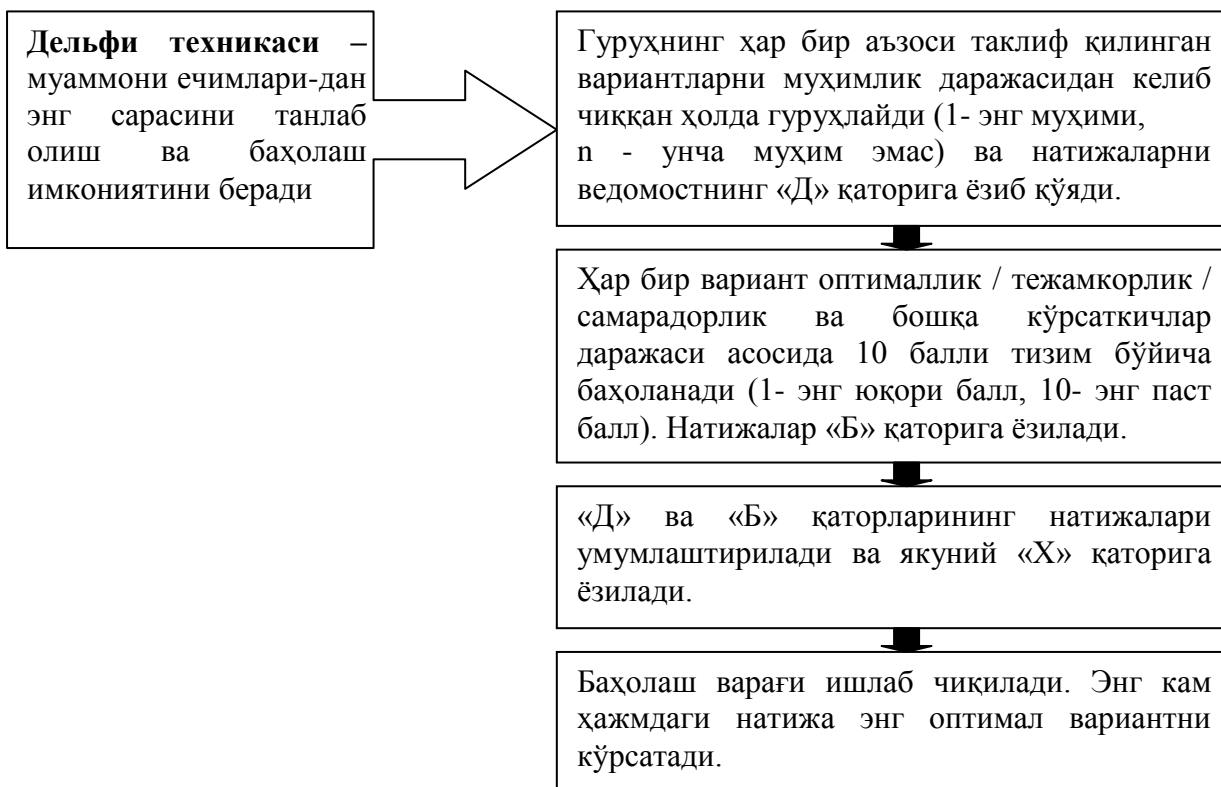 Дельфи техникаси –
муаммони ечимлари-дан
энг сарасини танлаб
олиш ва баҳолаш
имкониятини беради
Гуруҳнинг ҳар бир аъзоси таклиф қилинган
вариантларни муҳимлик даражасидан келиб
чиққан ҳолда гуруҳлайди (1- энг муҳими,
n - унча муҳим эмас) ва натижаларни
ведомостнинг «Д» қаторига ёзиб қўяди.
Ҳар бир вариант оптималлик / тежамкорлик /
самарадорлик ва бошқа кўрсаткичлар
даражаси асосида 10 балли тизим бўйича
баҳоланади (1- энг юқори балл, 10- энг паст
балл). Натижалар «Б» қаторига ёзилади.
«Д» ва «Б» қаторларининг натижалари
умумлаштирилади ва якуний «Х» қаторига
ёзилади.
Баҳолаш варағи ишлаб чиқилади. Энг кам
ҳажмдаги натижа энг оптимал вариантни
кўрсатади.